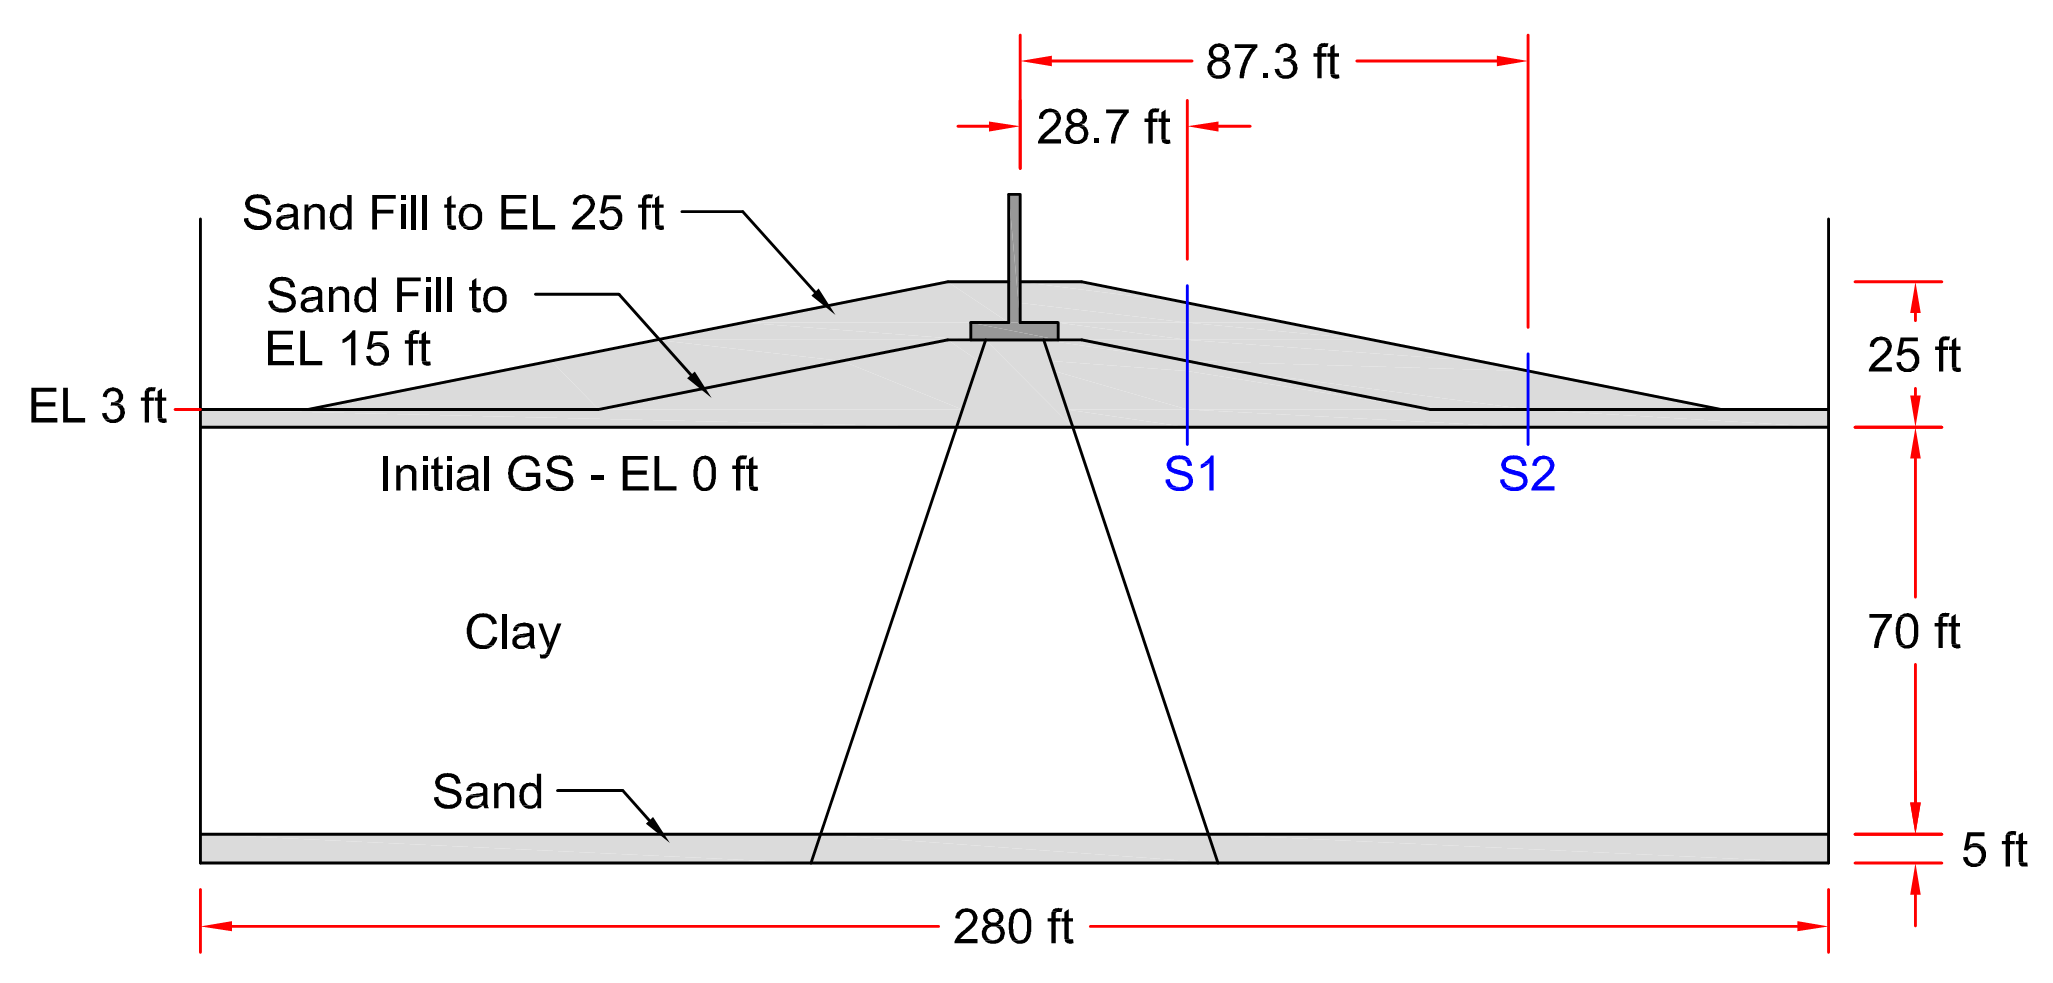 87.3 ft
28.7 ft
Sand Fill to EL 25 ft
Sand Fill to
EL 15 ft
25 ft
EL 3 ft
Initial GS - EL 0 ft
S1
S2
Clay
70 ft
Sand
5 ft
280 ft